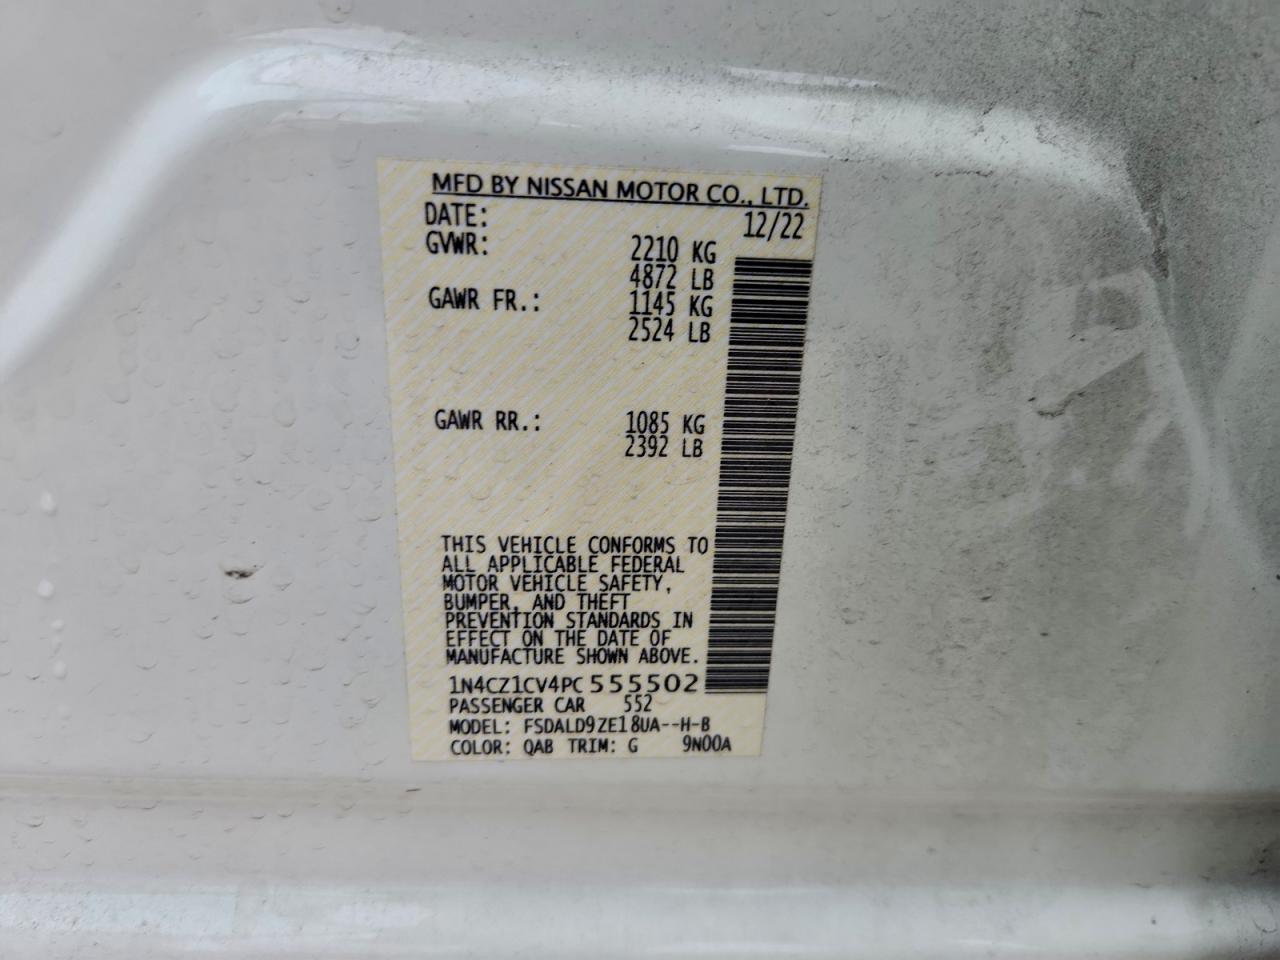 MFD BY NISSAN MOTOR CO., LTD.
DATE: 12/22
GVWR: 2210 KG
4872 LB
GAWR FR.: 1145 KG
2524 LB
GAWR RR.: 1085 KG
2392 LB
THIS VEHICLE CONFORMS TO
ALL APPLICABLE FEDERAL
MOTOR VEHICLE SAFETY,
BUMPER, AND THEFT
PREVENTION STANDARDS IN
EFFECT ON THE DATE OF
MANUFACTURE SHOWN ABOVE.
1N4CZ1CV4PC555502
PASSENGER CAR 552
MODEL: FSDALD9ZE18UA--H-B
COLOR: QAB TRIM: G 9N00A